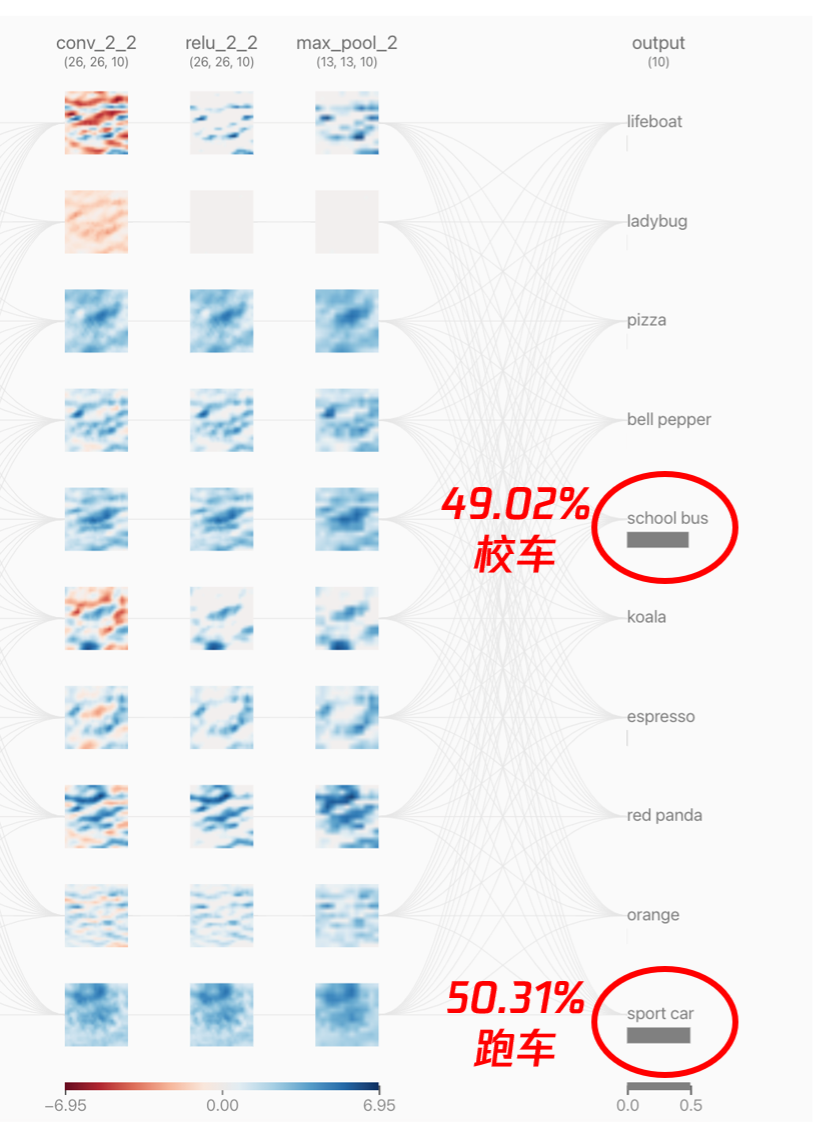 conv_2_2 relu_2_2 max_pool_2 output
(26, 26, 10) (26, 26, 10) (13, 13, 10) (10)
lifeboat
ladybug
pizza
bell pepper
49.02%
校车
school bus
koala
espresso
red panda
orange
50.31%
跑车
sport car
−6.95 0.00 6.95 0.0 0.5